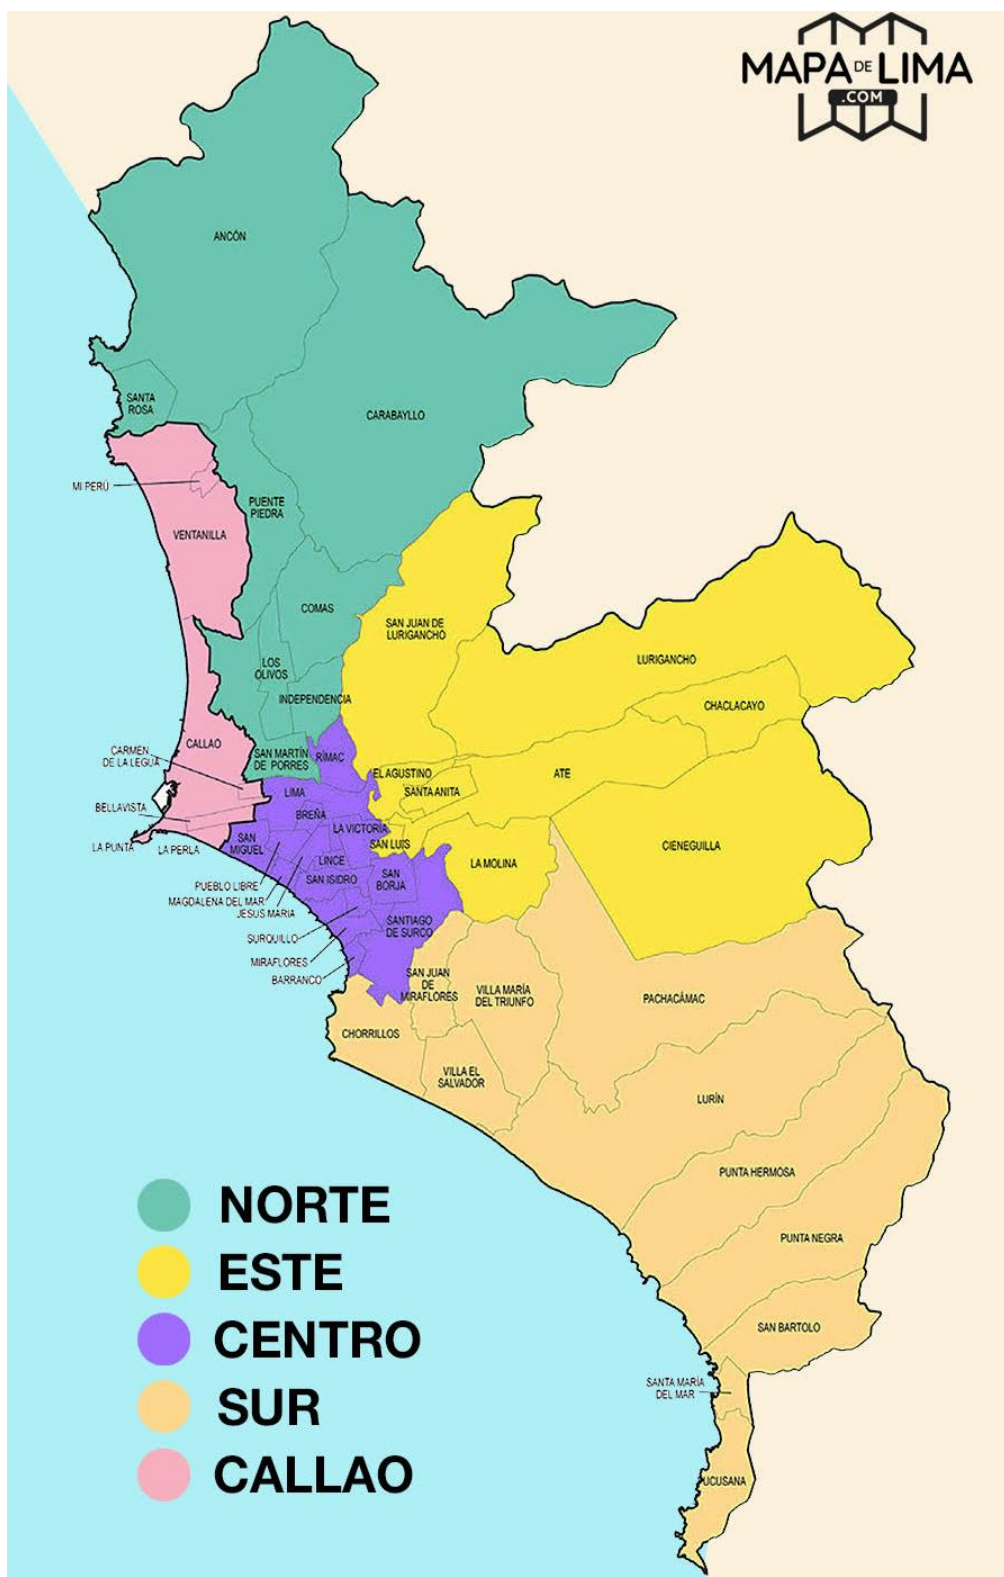 MAPA DE LIMA
.COM
ANCÓN
SANTA
ROSA
CARABAYLLO
MI PERÚ
PUENTE
PIEDRA
VENTANILLA
COMAS
SAN JUAN DE
LURIGANCHO
LOS
OLIVOS
LURIGANCHO
INDEPENDENCIA
CHACLACAYO
CALLAO
CARMEN
DE LA LEGUA
SAN MARTÍN
DE PORRES
RÍMAC
EL AGUSTINO
ATE
LIMA
SANTA ANITA
BELLAVISTA
BREÑA
LA VICTORIA
LA PUNTA
LA PERLA
SAN
MIGUEL
SAN LUIS
CIENEGUILLA
LINCE
LA MOLINA
SAN ISIDRO
SAN
BORJA
PUEBLO LIBRE
MAGDALENA DEL MAR
JESUS MARIA
SANTIAGO
DE SURCO
SURQUILLO
MIRAFLORES
BARRANCO
SAN JUAN
DE
MIRAFLORES
VILLA MARÍA
DEL TRIUNFO
PACHACÁMAC
CHORRILLOS
VILLA EL
SALVADOR
LURÍN
PUNTA HERMOSA
PUNTA NEGRA
SAN BARTOLO
SANTA MARÍA
DEL MAR
UCUSANA
NORTE
ESTE
CENTRO
SUR
CALLAO